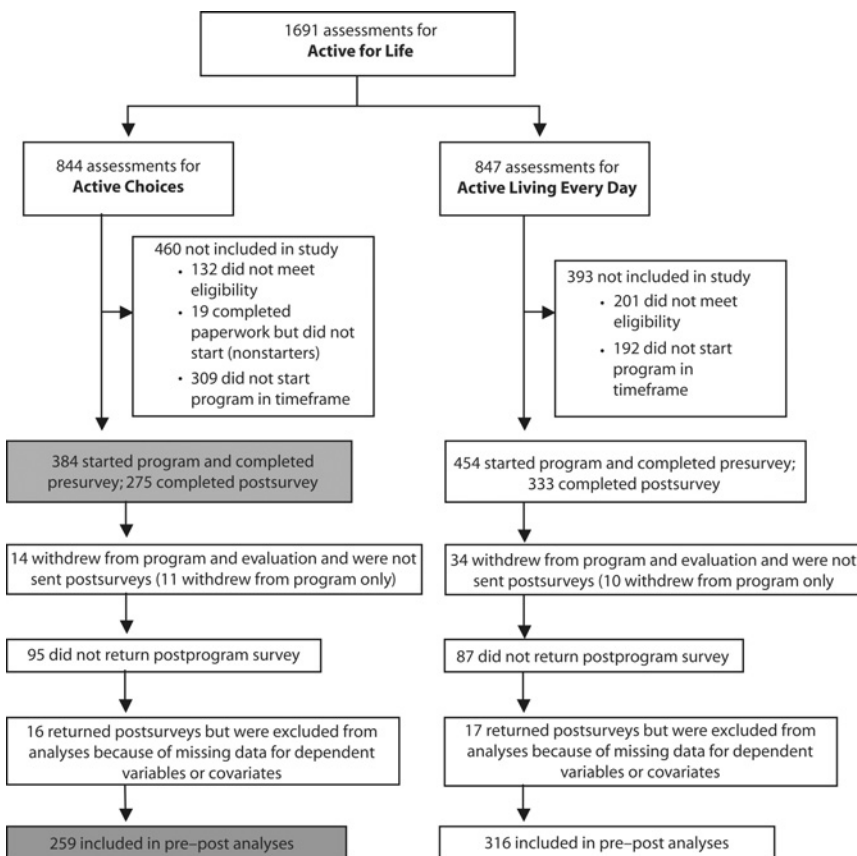 1691 assessments for
Active for Life
844 assessments for
Active Choices
847 assessments for
Active Living Every Day
460 not included in study
• 132 did not meet
eligibility
• 19 completed
paperwork but did not
start (nonstarters)
• 309 did not start
program in timeframe
393 not included in study
• 201 did not meet
eligibility
• 192 did not start
program in
timeframe
384 started program and completed
presurvey; 275 completed postsurvey
454 started program and completed presurvey;
333 completed postsurvey
14 withdrew from program and evaluation and were not
sent postsurveys (11 withdrew from program only)
34 withdrew from program and evaluation and were not
sent postsurveys (10 withdrew from program only
95 did not return postprogram survey
87 did not return postprogram survey
16 returned postsurveys but were excluded from
analyses because of missing data for dependent
variables or covariates
17 returned postsurveys but were excluded from
analyses because of missing data for dependent
variables or covariates
259 included in pre–post analyses
316 included in pre–post analyses